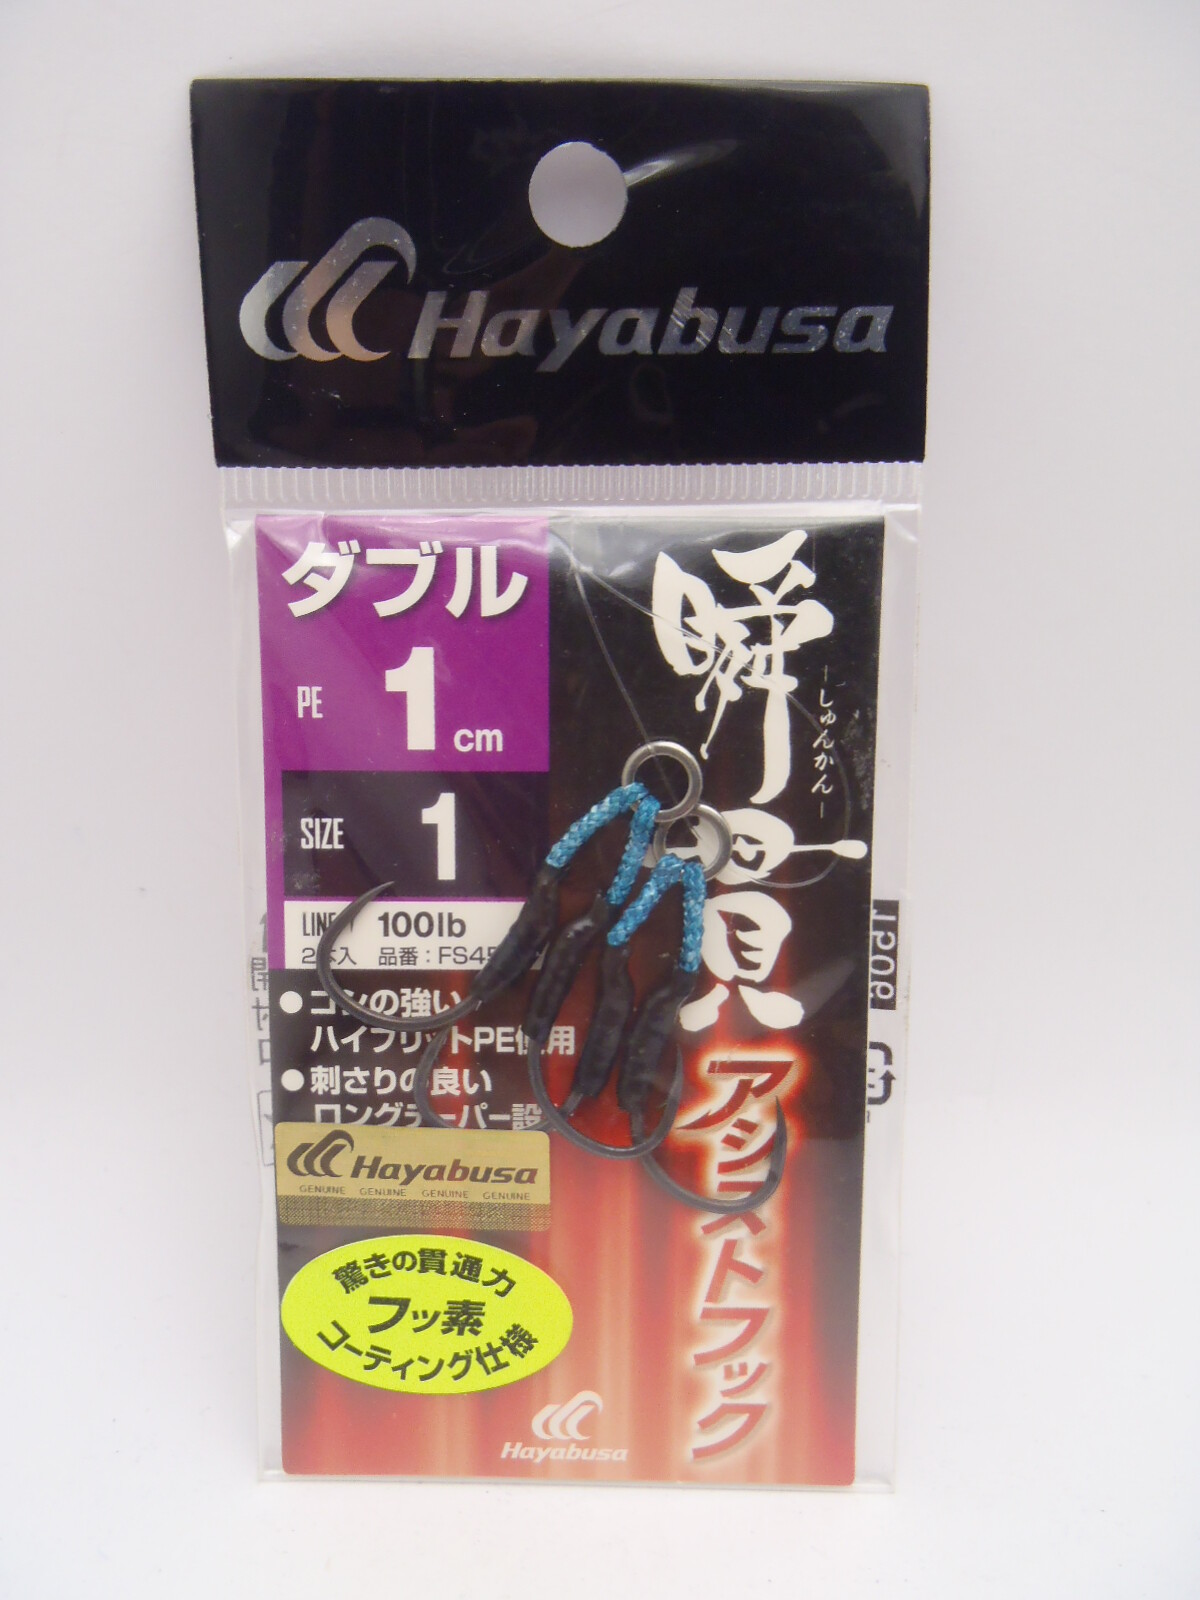 Hayabusa
ダブル
PE 1cm
SIZE 1
LINE 100lb
2本入 品番：
瞬貫
－しゅんかん－
アシストフック
●コシの強い
ハイブリットPE使用
●刺さりの良い
ロングテーパー設
Hayabusa
GENUINE GENUINE GENUINE GENUINE
驚きの貫通力
フッ素
コーティング仕様
Hayabusa